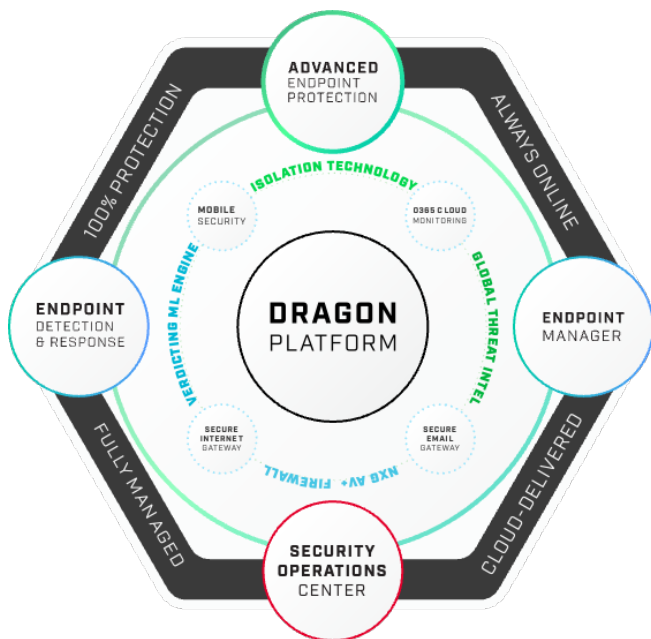 ADVANCED
ENDPOINT
PROTECTION
100% PROTECTION
ALWAYS ONLINE
ISOLATION TECHNOLOGY
MOBILE
SECURITY
O365 CLOUD
MONITORING
VERDICTING ML ENGINE
GLOBAL THREAT INTEL
ENDPOINT
DETECTION
& RESPONSE
DRAGON
PLATFORM
ENDPOINT
MANAGER
SECURE
INTERNET
GATEWAY
SECURE
EMAIL
GATEWAY
NXG AV+ FIREWALL
FULLY MANAGED
CLOUD-DELIVERED
SECURITY
OPERATIONS
CENTER